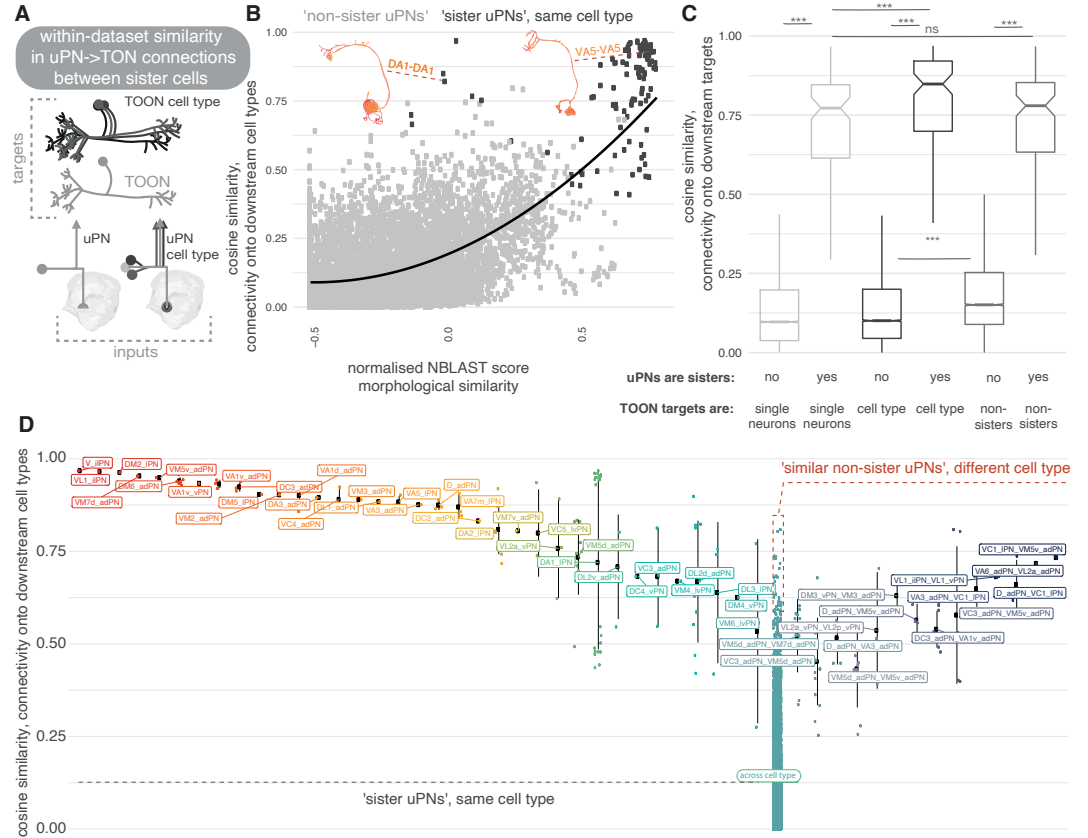 A
within-dataset similarity
in uPN->TON connections
between sister cells
TOON cell type
targets
TOON
uPN
uPN
cell type
inputs
B
'non-sister uPNs'
'sister uPNs', same cell type
cosine similarity,
connectivity onto downstream cell types
1.00
0.75
0.50
0.25
0.00
DA1-DA1
VA5-VA5
-0.5
0.0
0.5
normalised NBLAST score
morphological similarity
C
cosine similarity,
connectivity onto downstream targets
***
***
***
***
ns
***
1.00
0.75
0.50
0.25
0.00
uPNs are sisters:
no
yes
no
yes
no
yes
TOON targets are:
single
neurons
single
neurons
cell type
cell type
non-
sisters
non-
sisters
D
cosine similarity, connectivity onto downstream cell types
1.00
0.75
0.50
0.25
0.00
V_ilPN
VL1_ilPN
DM2_lPN
VM7d_adPN
DM6_adPN
VM5v_adPN
VA1v_vPN
VA1v_adPN
VM2_adPN
DM5_lPN
DC3_adPN
DA3_adPN
VA1d_adPN
VC4_adPN
DL1_adPN
VM3_adPN
VA3_adPN
VA5_lPN
DC2_adPN
D_adPN
VA7m_lPN
DA2_lPN
VM7v_adPN
VL2a_vPN
VC5_lvPN
DA1_lPN
VM5d_adPN
DL2v_adPN
DC4_vPN
VC3_adPN
VM4_lvPN
DL2d_adPN
DL3_lPN
DM4_vPN
VM6_lvPN
across cell type
'sister uPNs', same cell type
'similar non-sister uPNs', different cell type
VM5d_adPN_VM7d_adPN
VC3_adPN_VM5d_adPN
VL2a_vPN_VL2p_vPN
DM3_vPN_VM3_adPN
D_adPN_VM5v_adPN
D_adPN_VA3_adPN
VM5d_adPN_VM5v_adPN
VL1_ilPN_VL1_vPN
VA3_adPN_VC1_lPN
DC3_adPN_VA1v_adPN
VC3_adPN_VM5v_adPN
VC1_lPN_VM5v_adPN
VA6_adPN_VL2a_adPN
D_adPN_VC1_lPN